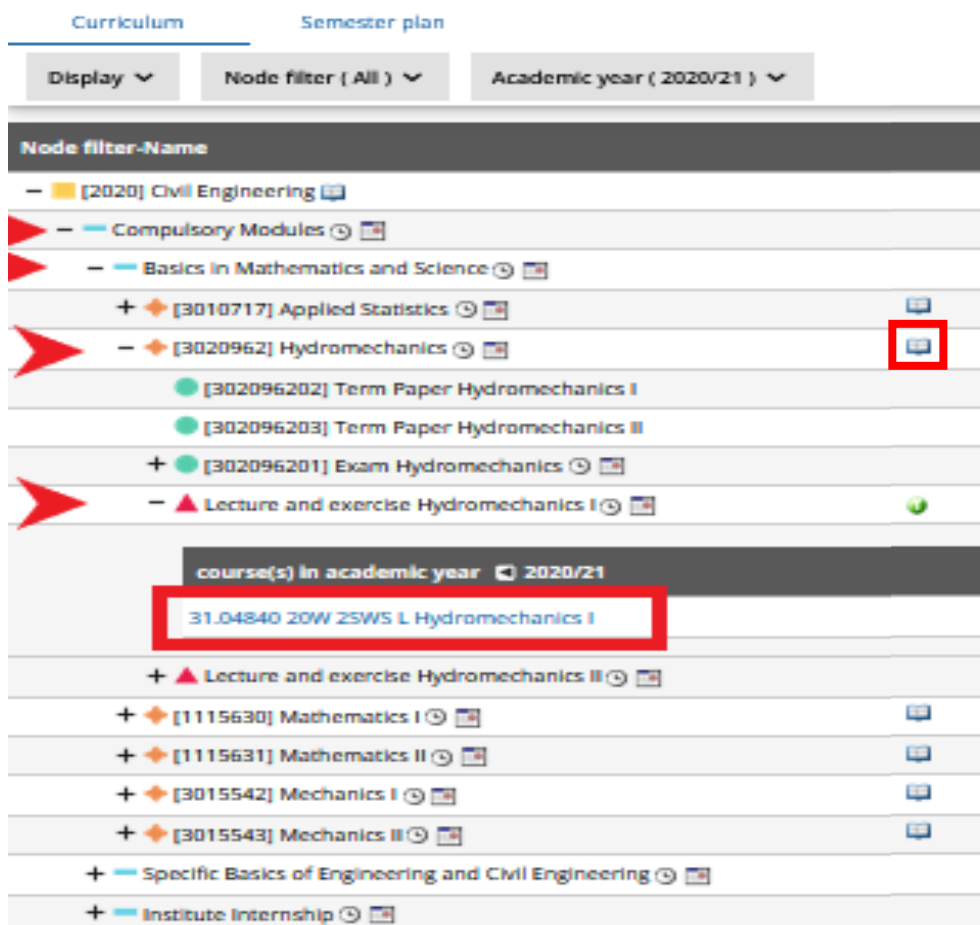 Curriculum Semester plan
Display Node filter ( All ) Academic year ( 2020/21 )
Node filter-Name
[2020] Civil Engineering
Compulsory Modules
Basics in Mathematics and Science
[3010717] Applied Statistics
[3020962] Hydromechanics
[302096202] Term Paper Hydromechanics I
[302096203] Term Paper Hydromechanics II
[302096201] Exam Hydromechanics
Lecture and exercise Hydromechanics I
course(s) in academic year 2020/21
31.04840 20W 2SWS L Hydromechanics I
Lecture and exercise Hydromechanics II
[1115630] Mathematics I
[1115631] Mathematics II
[3015542] Mechanics I
[3015543] Mechanics II
Specific Basics of Engineering and Civil Engineering
Institute Internship